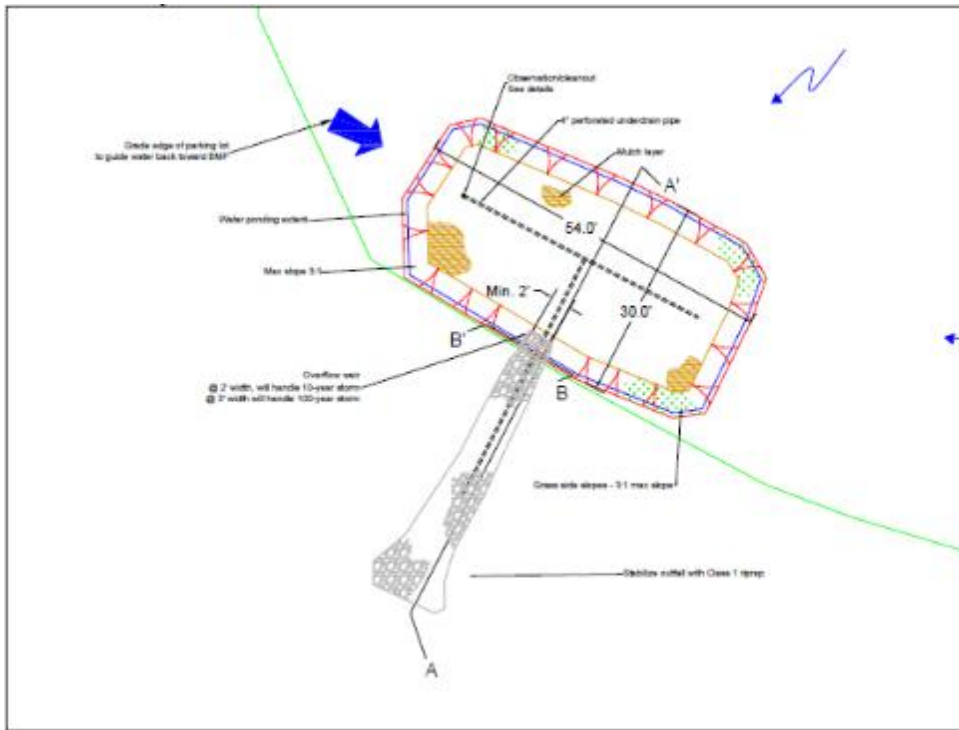 Observation/cleanout
See details
4" perforated underdrain pipe
Grade edge of parking lot
to guide water back toward BMP
Mulch layer
A'
Water ponding extent
54.0'
Max slope 3:1
Min. 2'
30.0'
B'
Overflow weir
@ 2' width, will handle 10-year storm
@ 3' width will handle 100-year storm
B
Grass side slopes - 3:1 max slope
Stabilize outfall with Class 1 riprap
A